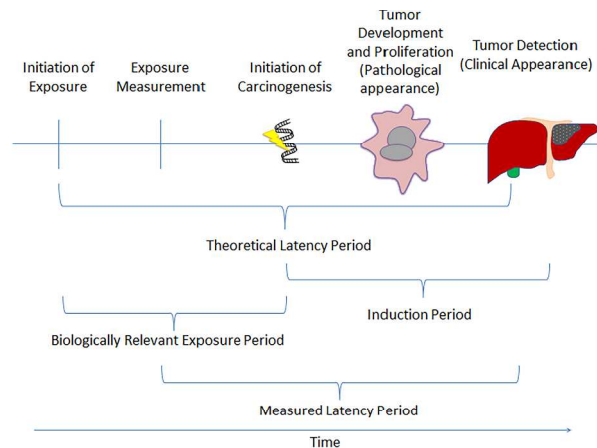 Initiation of
Exposure
Exposure
Measurement
Initiation of
Carcinogenesis
Tumor
Development
and Proliferation
(Pathological
appearance)
Tumor Detection
(Clinical Appearance)
Theoretical Latency Period
Induction Period
Biologically Relevant Exposure Period
Measured Latency Period
Time